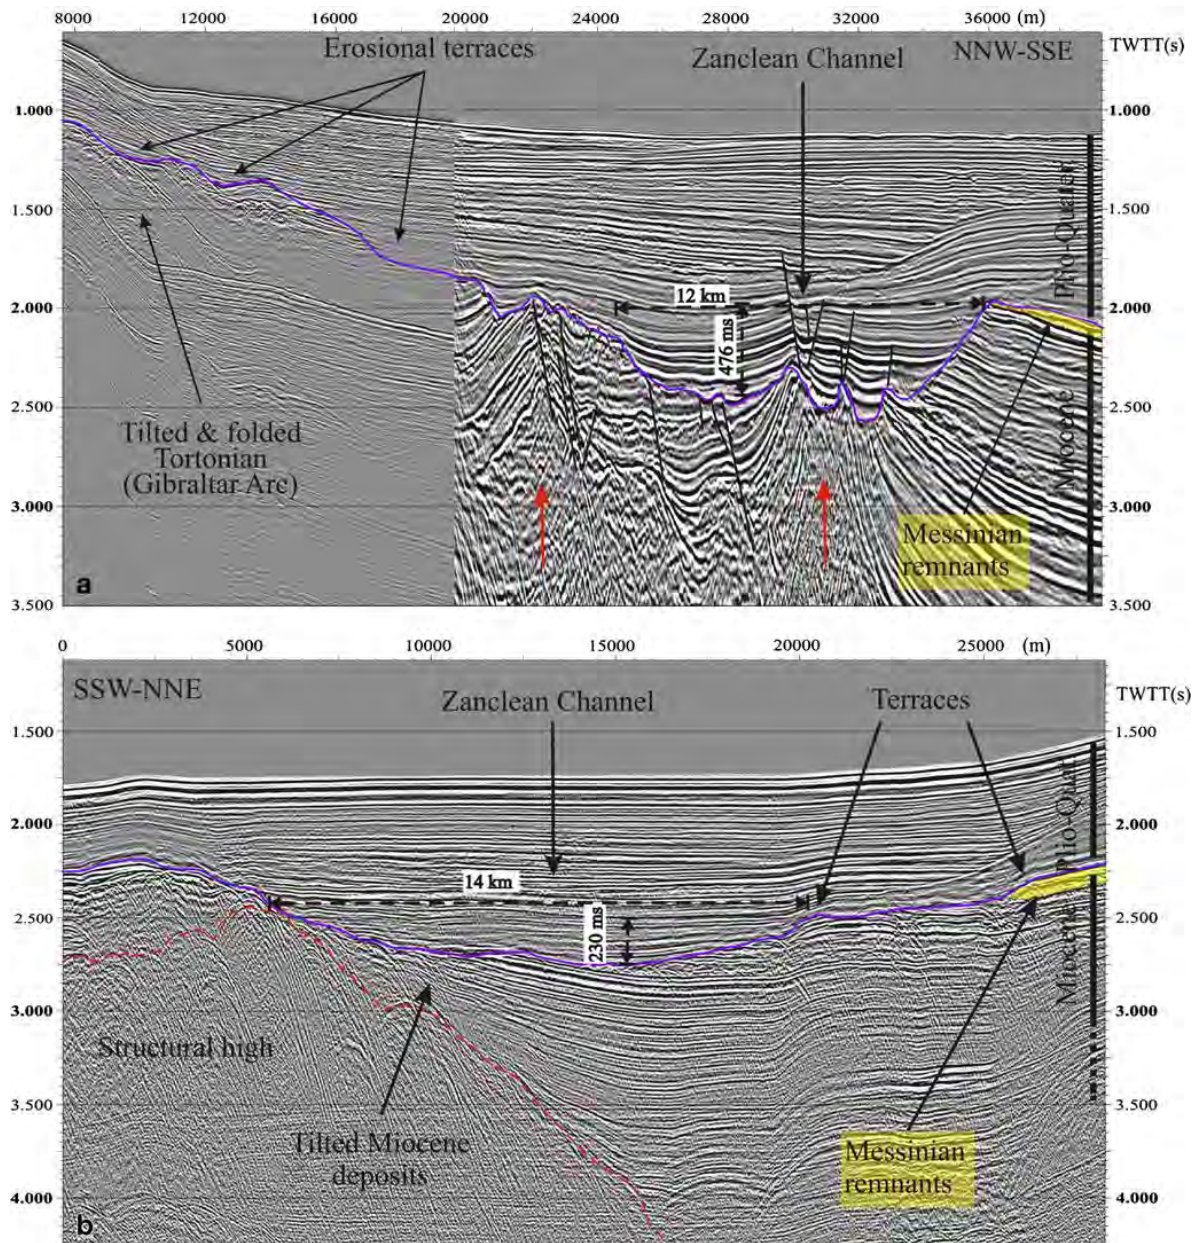 8000 12000 16000 20000 24000 28000 32000 36000 (m)
TWTT(s)
Erosional terraces
Zanclean Channel
NNW-SSE
1.000 1.000
Plio-Quater.
1.500 1.500
2.000 2.000
12 km
476 ms
2.500 2.500
Miocene
Tilted & folded
Tortonian
(Gibraltar Arc)
3.000 3.000
Messinian
remnants
a
3.500 3.500
0 5000 10000 15000 20000 25000 (m)
SSW-NNE
Zanclean Channel
Terraces
TWTT(s)
1.500 1.500
Plio-Quat.
2.000 2.000
14 km
2.500 2.500
230 ms
Miocene
3.000 3.000
Structural high
3.500 3.500
Tilted Miocene
deposits
Messinian
remnants
4.000 4.000
b